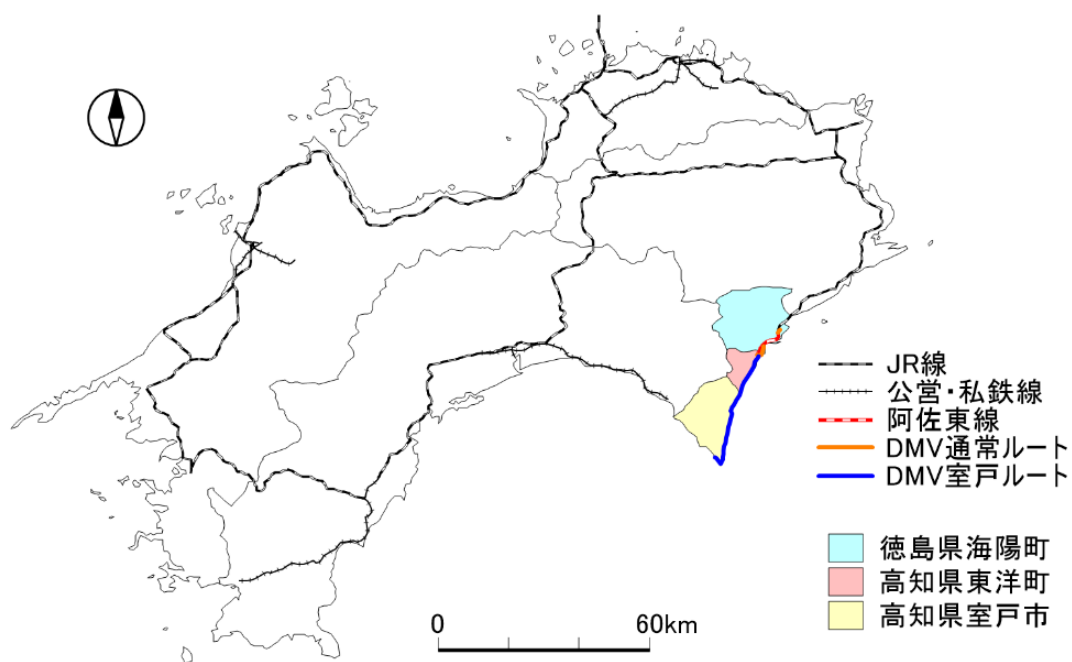 JR線
公営・私鉄線
阿佐東線
DMV通常ルート
DMV室戸ルート
徳島県海陽町
高知県東洋町
高知県室戸市
0 60km